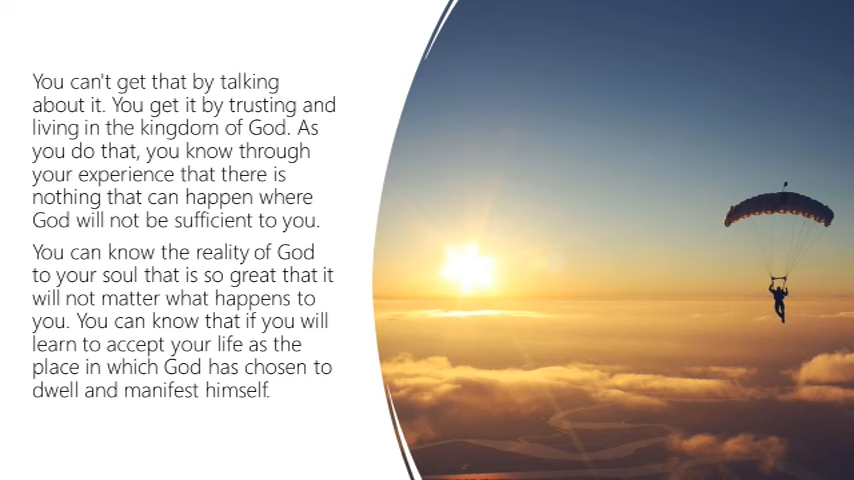 You can't get that by talking
about it. You get it by trusting and
living in the kingdom of God. As
you do that, you know through
your experience that there is
nothing that can happen where
God will not be sufficient to you.
You can know the reality of God
to your soul that is so great that it
will not matter what happens to
you. You can know that if you will
learn to accept your life as the
place in which God has chosen to
dwell and manifest himself.